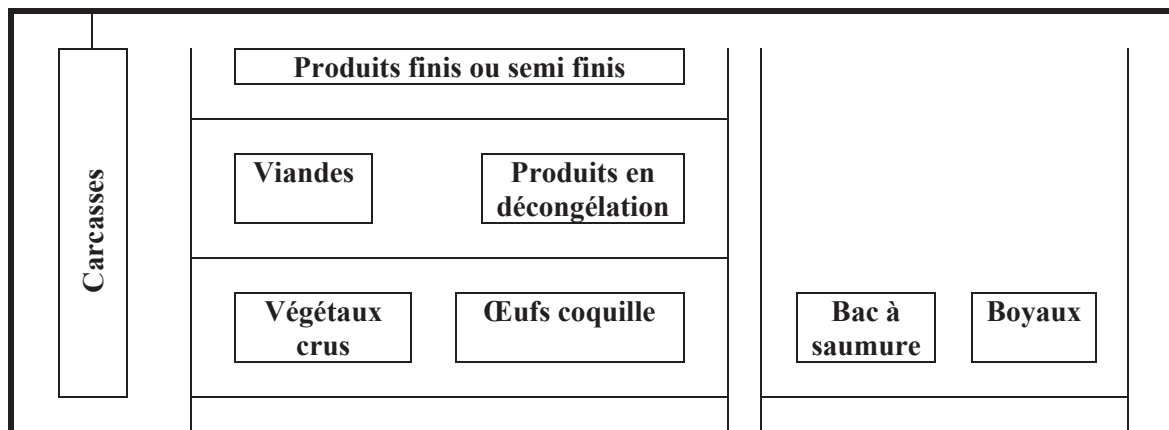 Produits finis ou semi finis
Carcasses
Viandes
Produits en
décongélation
Végétaux
crus
Œufs coquille
Bac à
saumure
Boyaux